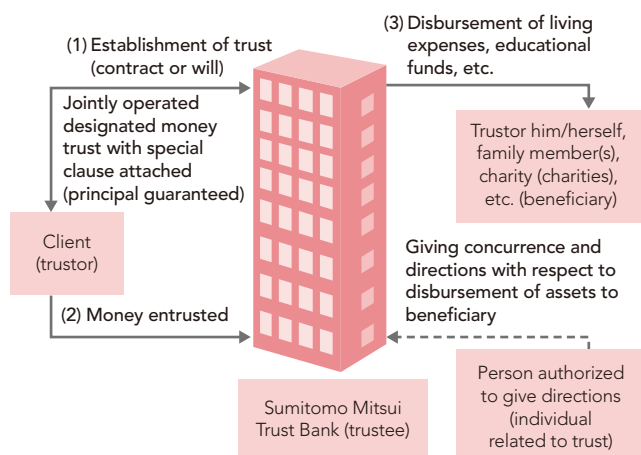 (1) Establishment of trust
(contract or will)
Jointly operated
designated money
trust with special
clause attached
(principal guaranteed)
Client
(trustor)
(2) Money entrusted
Sumitomo Mitsui
Trust Bank (trustee)
(3) Disbursement of living
expenses, educational
funds, etc.
Trustor him/herself,
family member(s),
charity (charities),
etc. (beneficiary)
Giving concurrence and
directions with respect to
disbursement of assets to
beneficiary
Person authorized
to give directions
(individual
related to trust)